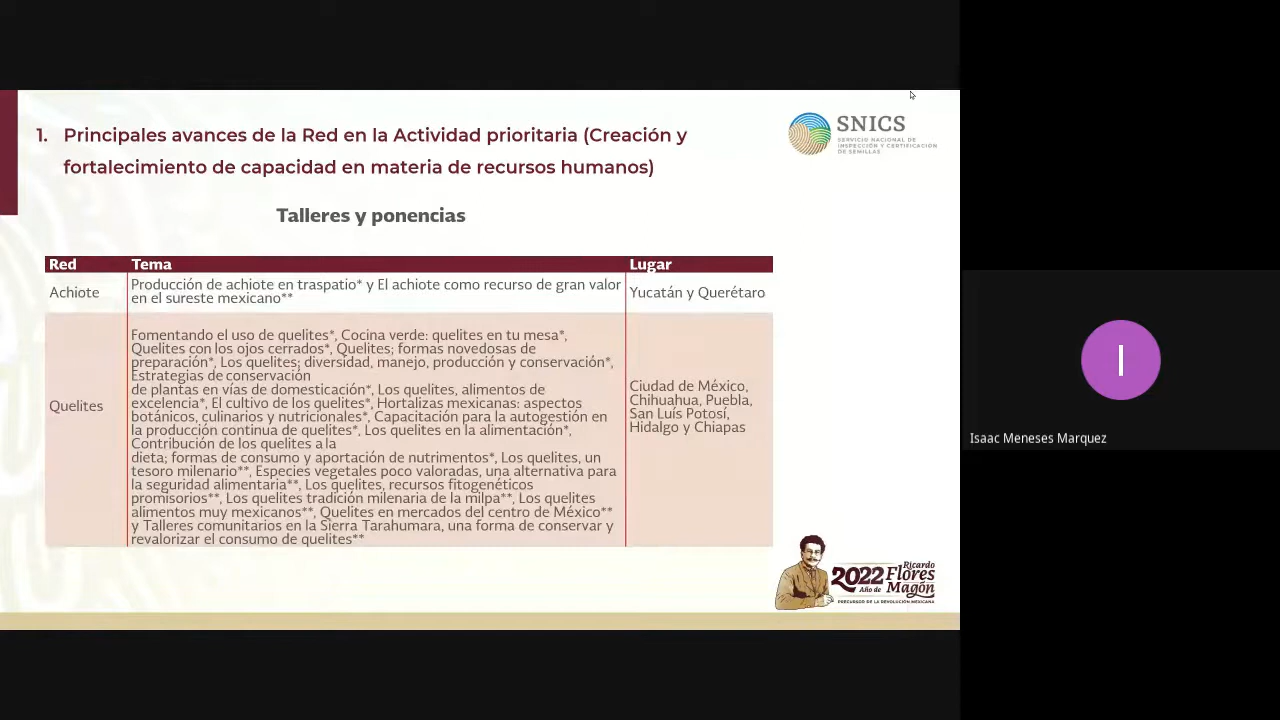 1. Principales avances de la Red en la Actividad prioritaria (Creación y
fortalecimiento de capacidad en materia de recursos humanos)
SNICS
SERVICIO NACIONAL DE
INSPECCIÓN Y CERTIFICACIÓN
DE SEMILLAS
Talleres y ponencias
Red Tema Lugar
Achiote
Producción de achiote en traspatio* y El achiote como recurso de gran valor
en el sureste mexicano**
Yucatán y Querétaro
Quelites
Fomentando el uso de quelites*, Cocina verde: quelites en tu mesa*,
Quelites con los ojos cerrados*, Quelites; formas novedosas de
preparación*, Los quelites; diversidad, manejo, producción y conservación*,
Estrategias de conservación
de plantas en vías de domesticación*, Los quelites, alimentos de
excelencia*, El cultivo de los quelites*, Hortalizas mexicanas: aspectos
botánicos, culinarios y nutricionales*, Capacitación para la autogestión en
la producción continua de quelites*, Los quelites en la alimentación*,
Contribución de los quelites a la
dieta; formas de consumo y aportación de nutrimentos*, Los quelites, un
tesoro milenario**, Especies vegetales poco valoradas, una alternativa para
la seguridad alimentaria**, Los quelites, recursos fitogenéticos
promisorios**, Los quelites tradición milenaria de la milpa**, Los quelites
alimentos muy mexicanos**, Quelites en mercados del centro de México**
y Talleres comunitarios en la Sierra Tarahumara, una forma de conservar y
revalorizar el consumo de quelites**
Ciudad de México,
Chihuahua, Puebla,
San Luís Potosí,
Hidalgo y Chiapas
2022 Año de
Ricardo
Flores
Magón
PRECURSOR DE LA REVOLUCIÓN MEXICANA
I
Isaac Meneses Marquez